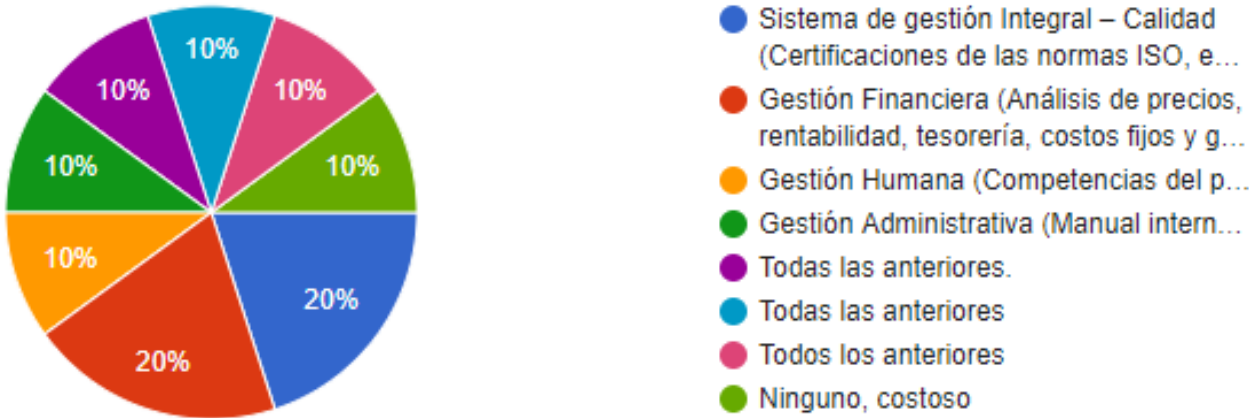 10%
10%
10%
10%
10%
10%
20%
20%
Sistema de gestión Integral – Calidad
(Certificaciones de las normas ISO, e...
Gestión Financiera (Análisis de precios,
rentabilidad, tesorería, costos fijos y g...
Gestión Humana (Competencias del p...
Gestión Administrativa (Manual intern...
Todas las anteriores.
Todas las anteriores
Todos los anteriores
Ninguno, costoso